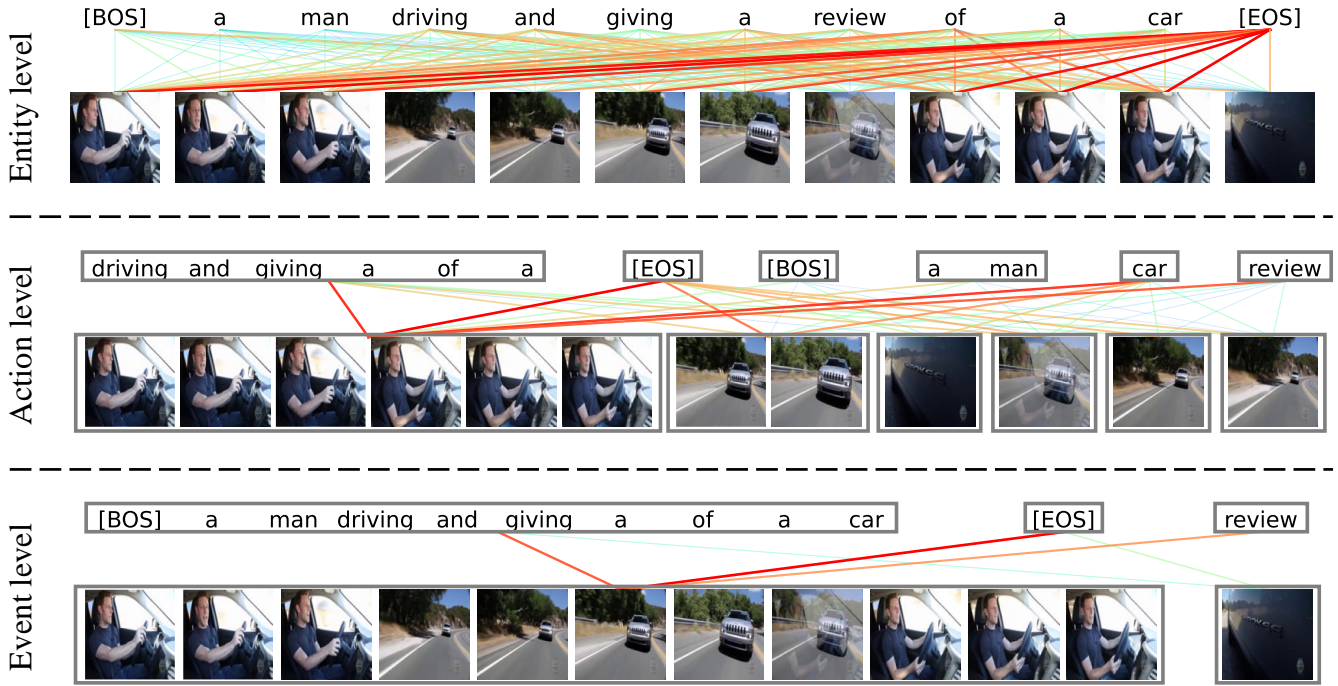 [BOS] a man driving and giving a review of a car [EOS]
Entity level
driving and giving a of a [EOS] [BOS] a man car review
Action level
[BOS] a man driving and giving a of a car [EOS] review
Event level